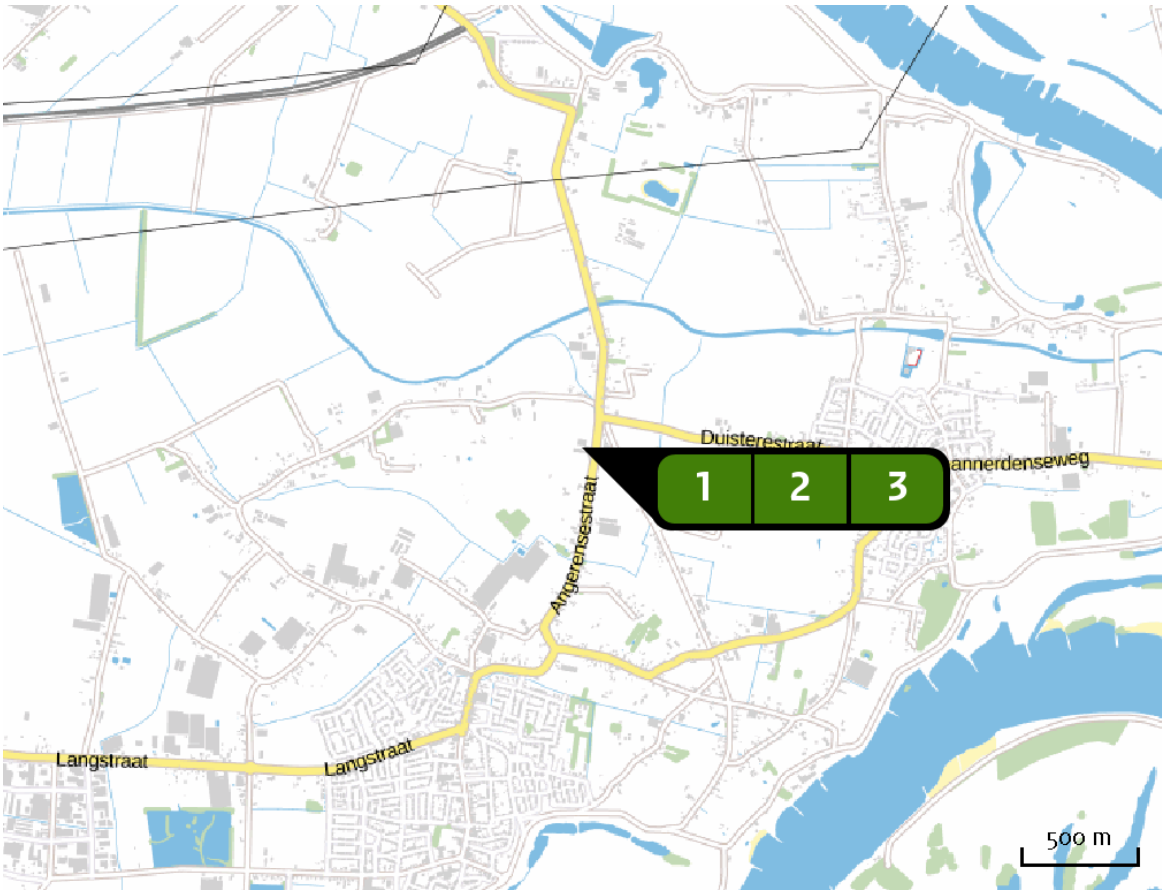 Duisterestraat
annerdenseweg
1 2 3
Angerensestraat
Langstraat
Langstraat
500 m